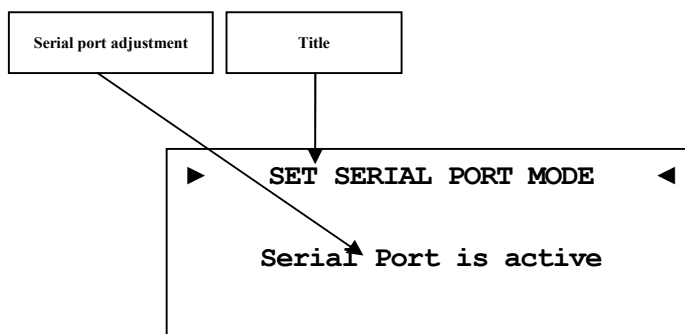 Serial port adjustment
Title
► SET SERIAL PORT MODE ◄
Serial Port is active